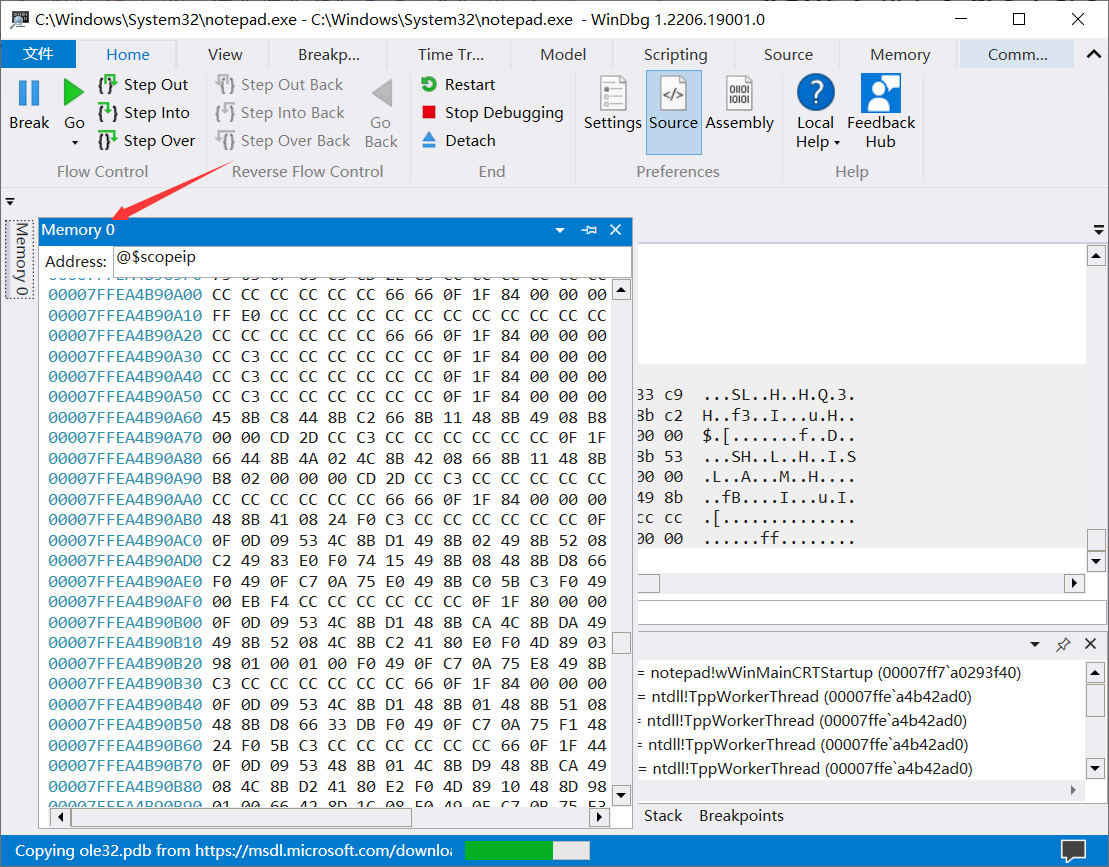 C:\Windows\System32\notepad.exe - C:\Windows\System32\notepad.exe - WinDbg 1.2206.19001.0
文件 Home View Breakp... Time Tr... Model Scripting Source Memory Comm...
Break
Go
Step Out
Step Into
Step Over
Flow Control
Step Out Back
Step Into Back
Step Over Back
Go Back
Reverse Flow Control
Restart
Stop Debugging
Detach
End
Settings
Source
Assembly
Preferences
Local Help
Feedback Hub
Help
Memory 0
Memory 0
Address: @$scopeip
00007FFEA4B90A00 CC CC CC CC CC CC 66 66 0F 1F 84 00 00 00
00007FFEA4B90A10 FF E0 CC CC CC CC CC CC CC CC CC CC CC CC
00007FFEA4B90A20 CC CC CC CC CC CC 66 66 0F 1F 84 00 00 00
00007FFEA4B90A30 CC C3 CC CC CC CC CC CC 0F 1F 84 00 00 00
00007FFEA4B90A40 CC C3 CC CC CC CC CC CC 0F 1F 84 00 00 00
00007FFEA4B90A50 CC C3 CC CC CC CC CC CC 0F 1F 84 00 00 00
00007FFEA4B90A60 45 8B C8 44 8B C2 66 8B 11 48 8B 49 08 B8
00007FFEA4B90A70 00 00 CD 2D CC C3 CC CC CC CC CC CC 0F 1F
00007FFEA4B90A80 66 44 8B 4A 02 4C 8B 42 08 66 8B 11 48 8B
00007FFEA4B90A90 B8 02 00 00 00 CD 2D CC C3 CC CC CC CC CC
00007FFEA4B90AA0 CC CC CC CC CC CC 66 66 0F 1F 84 00 00 00
00007FFEA4B90AB0 48 8B 41 08 24 F0 C3 CC CC CC CC CC CC 0F
00007FFEA4B90AC0 0F 0D 09 53 4C 8B D1 49 8B 02 49 8B 52 08
00007FFEA4B90AD0 C2 49 83 E0 F0 74 15 49 8B 08 48 8B D8 66
00007FFEA4B90AE0 F0 49 0F C7 0A 75 E0 49 8B C0 5B C3 F0 49
00007FFEA4B90AF0 00 EB F4 CC CC CC CC CC CC 0F 1F 80 00 00
00007FFEA4B90B00 0F 0D 09 53 4C 8B D1 48 8B CA 4C 8B DA 49
00007FFEA4B90B10 49 8B 52 08 4C 8B C2 41 80 E0 F0 4D 89 03
00007FFEA4B90B20 98 01 00 01 00 F0 49 0F C7 0A 75 E8 49 8B
00007FFEA4B90B30 C3 CC CC CC CC CC CC 66 0F 1F 84 00 00 00
00007FFEA4B90B40 0F 0D 09 53 4C 8B D1 48 8B 01 48 8B 51 08
00007FFEA4B90B50 48 8B D8 66 33 DB F0 49 0F C7 0A 75 F1 48
00007FFEA4B90B60 24 F0 5B C3 CC CC CC CC CC CC 66 0F 1F 44
00007FFEA4B90B70 0F 0D 09 53 48 8B 01 4C 8B D9 48 8B CA 49
00007FFEA4B90B80 08 4C 8B D2 41 80 E2 F0 4D 89 10 48 8D 98
33 c9 ...SL..H..H.Q.3.
8b c2 H..f3..I...u.H..
00 00 $.[.......f..D..
8b 53 ...SH..L..H..I.S
00 00 .L..A...M..H....
49 8b ..fB....I...u.I.
cc cc .[..............
00 00 ......ff........
= notepad!wWinMainCRTStartup (00007ff7`a0293f40)
= ntdll!TppWorkerThread (00007ffe`a4b42ad0)
= ntdll!TppWorkerThread (00007ffe`a4b42ad0)
= ntdll!TppWorkerThread (00007ffe`a4b42ad0)
= ntdll!TppWorkerThread (00007ffe`a4b42ad0)
Stack Breakpoints
Copying ole32.pdb from https://msdl.microsoft.com/downloa